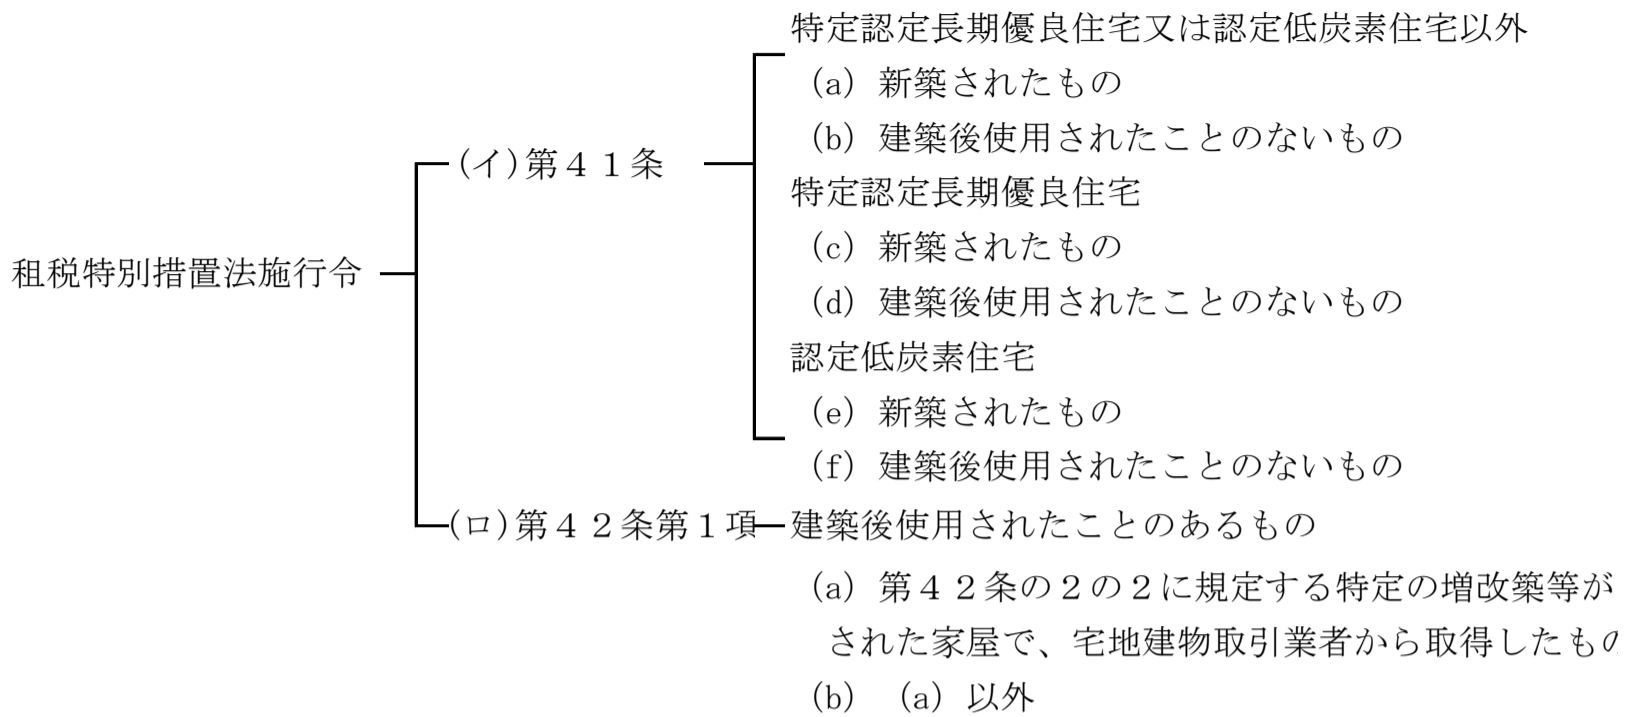 特定認定長期優良住宅又は認定低炭素住宅以外
(a) 新築されたもの
(b) 建築後使用されたことのないもの
(イ)第４１条
特定認定長期優良住宅
(c) 新築されたもの
租税特別措置法施行令
(d) 建築後使用されたことのないもの
認定低炭素住宅
(e) 新築されたもの
(f) 建築後使用されたことのないもの
(ロ)第４２条第１項
建築後使用されたことのあるもの
(a) 第４２条の２の２に規定する特定の増改築等が
された家屋で、宅地建物取引業者から取得したもの
(b) (a) 以外